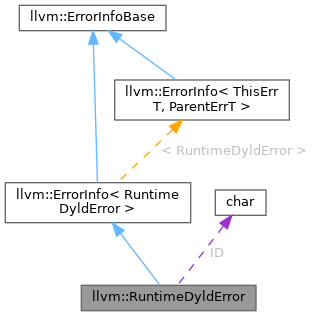 llvm::ErrorInfoBase
llvm::ErrorInfo< ThisErr
T, ParentErrT >
< RuntimeDyldError >
llvm::ErrorInfo< Runtime
DyldError >
char
ID
llvm::RuntimeDyldError